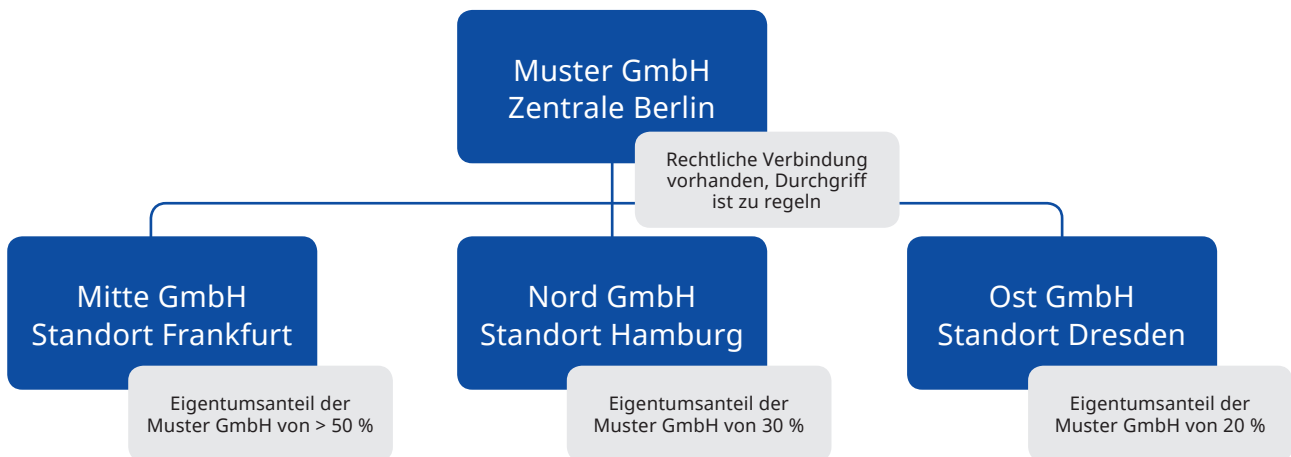 Muster GmbH
Zentrale Berlin
Rechtliche Verbindung
vorhanden, Durchgriff
ist zu regeln
Mitte GmbH
Standort Frankfurt
Eigentumsanteil der
Muster GmbH von > 50 %
Nord GmbH
Standort Hamburg
Eigentumsanteil der
Muster GmbH von 30 %
Ost GmbH
Standort Dresden
Eigentumsanteil der
Muster GmbH von 20 %